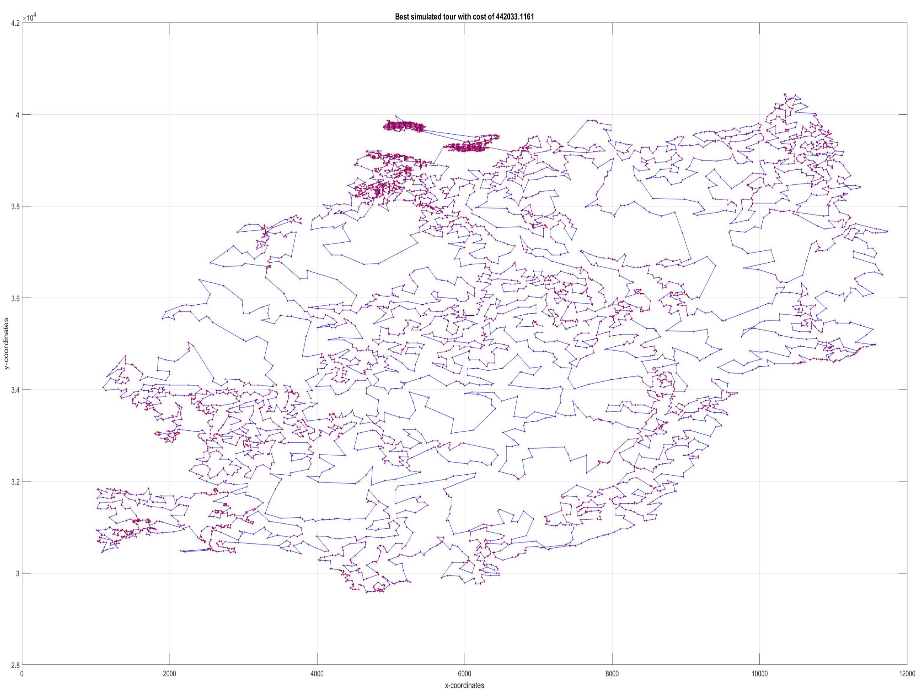 Best simulated tour with cost of 442033.1161
×10⁴
4.2
4
3.8
3.6
3.4
3.2
3
2.8
y-coordinates
0 2000 4000 6000 8000 10000 12000
x-coordinates